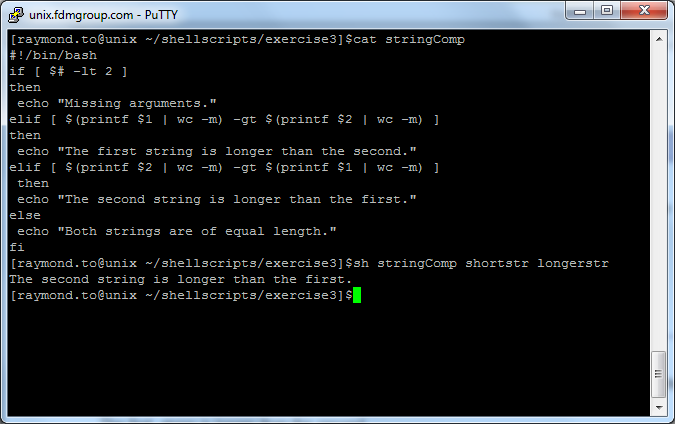 unix.fdmgroup.com - PuTTY
[raymond.to@unix ~/shellscripts/exercise3]$cat stringComp
#!/bin/bash
if [ $# -lt 2 ]
then
 echo "Missing arguments."
elif [ $(printf $1 | wc -m) -gt $(printf $2 | wc -m) ]
then
 echo "The first string is longer than the second."
elif [ $(printf $2 | wc -m) -gt $(printf $1 | wc -m) ]
 then
 echo "The second string is longer than the first."
else
 echo "Both strings are of equal length."
fi
[raymond.to@unix ~/shellscripts/exercise3]$sh stringComp shortstr longerstr
The second string is longer than the first.
[raymond.to@unix ~/shellscripts/exercise3]$